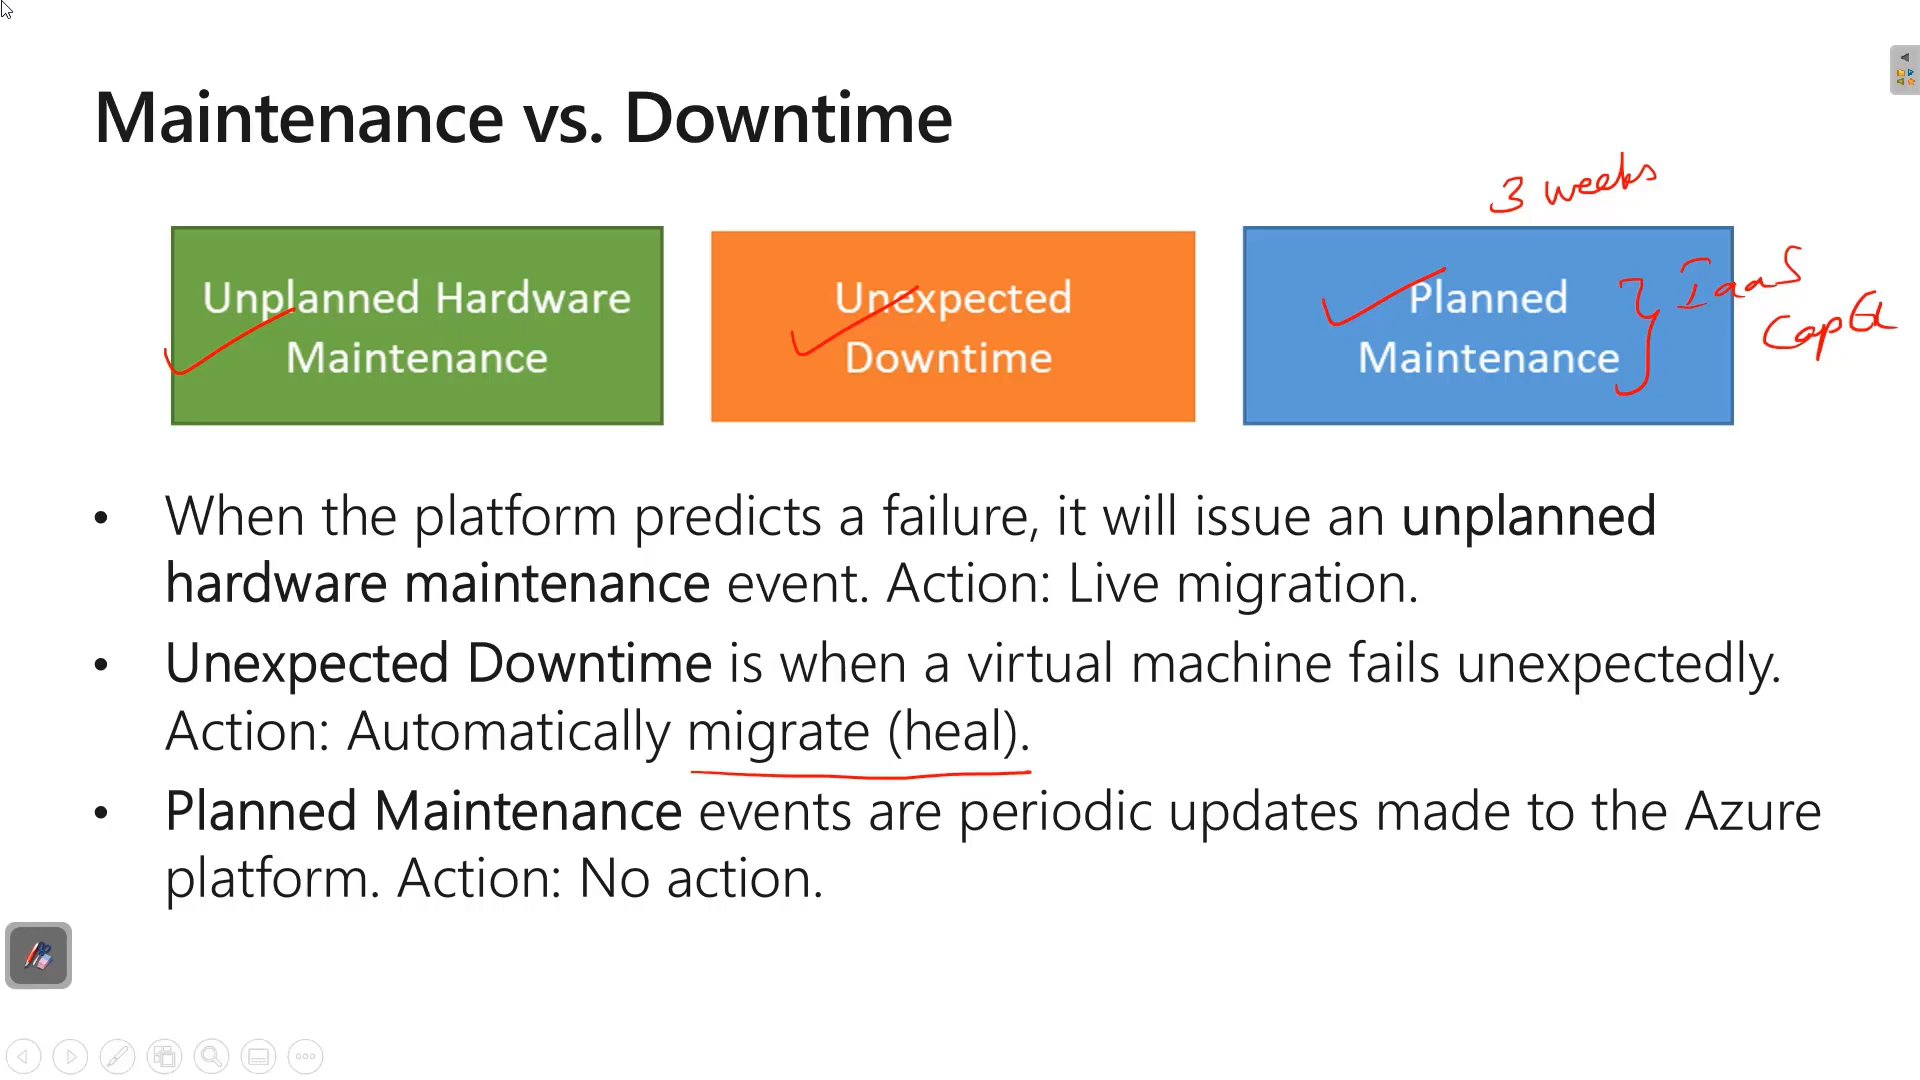 Maintenance vs. Downtime
3 weeks
Unplanned Hardware
Maintenance
Unexpected
Downtime
Planned
Maintenance
IaaS
CapEx
• When the platform predicts a failure, it will issue an unplanned
hardware maintenance event. Action: Live migration.
• Unexpected Downtime is when a virtual machine fails unexpectedly.
Action: Automatically migrate (heal).
• Planned Maintenance events are periodic updates made to the Azure
platform. Action: No action.